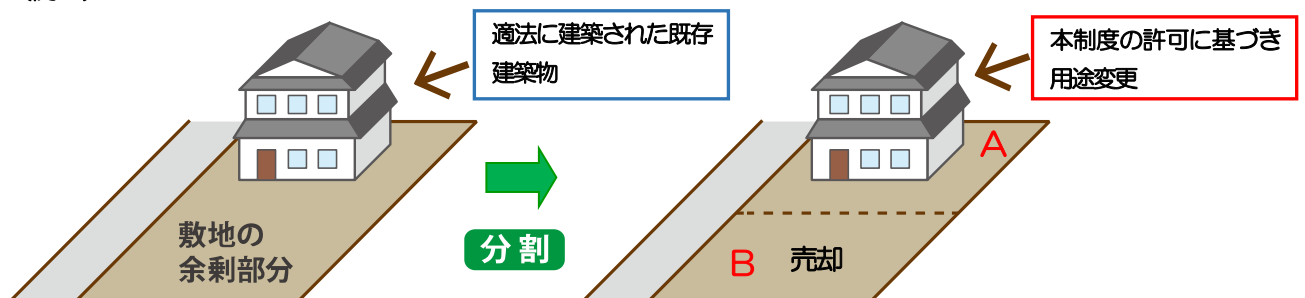 適法に建築された既存
建築物
本制度の許可に基づき
用途変更
敷地の
余剰部分
分割
A
B
売却